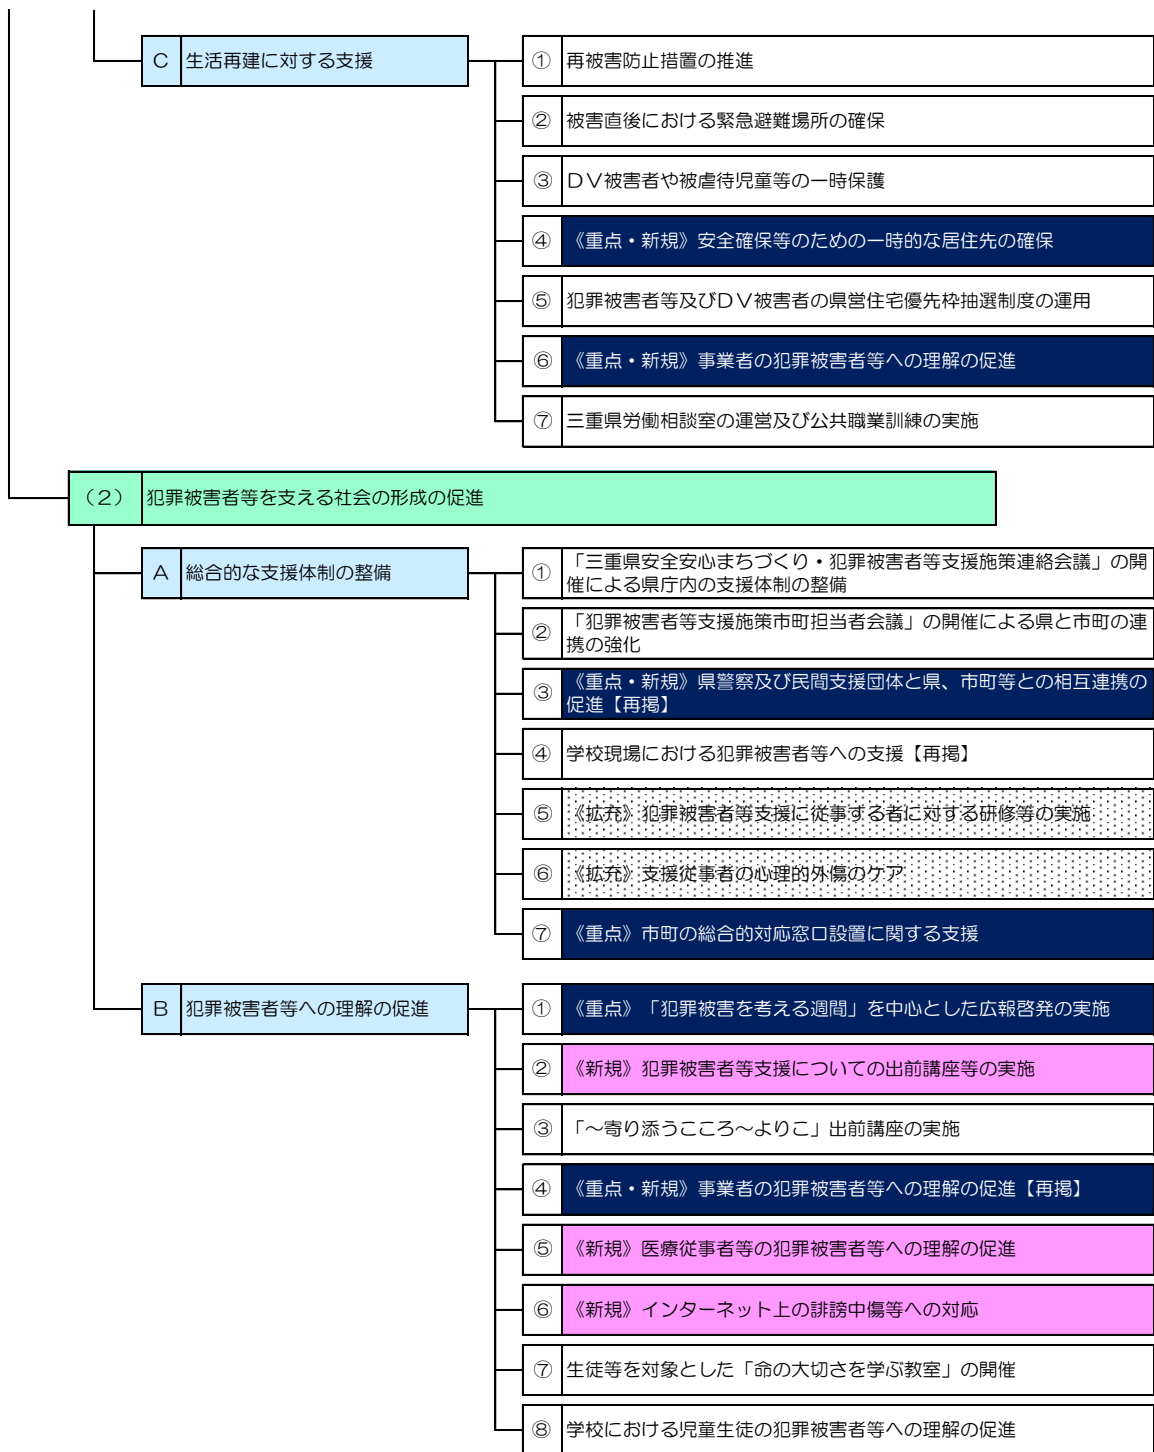 C 生活再建に対する支援
① 再被害防止措置の推進
② 被害直後における緊急避難場所の確保
③ DV被害者や被虐待児童等の一時保護
④ 《重点・新規》安全確保等のための一時的な居住先の確保
⑤ 犯罪被害者等及びDV被害者の県営住宅優先枠抽選制度の運用
⑥ 《重点・新規》事業者の犯罪被害者等への理解の促進
⑦ 三重県労働相談室の運営及び公共職業訓練の実施
（2） 犯罪被害者等を支える社会の形成の促進
A 総合的な支援体制の整備
① 「三重県安全安心まちづくり・犯罪被害者等支援施策連絡会議」の開
催による県庁内の支援体制の整備
② 「犯罪被害者等支援施策市町担当者会議」の開催による県と市町の連
携の強化
③ 《重点・新規》県警察及び民間支援団体と県、市町等との相互連携の
促進【再掲】
④ 学校現場における犯罪被害者等への支援【再掲】
⑤ 《拡充》犯罪被害者等支援に従事する者に対する研修等の実施
⑥ 《拡充》支援従事者の心理的外傷のケア
⑦ 《重点》市町の総合的対応窓口設置に関する支援
B 犯罪被害者等への理解の促進
① 《重点》「犯罪被害を考える週間」を中心とした広報啓発の実施
② 《新規》犯罪被害者等支援についての出前講座等の実施
③ 「～寄り添うこころ～よりこ」出前講座の実施
④ 《重点・新規》事業者の犯罪被害者等への理解の促進【再掲】
⑤ 《新規》医療従事者等の犯罪被害者等への理解の促進
⑥ 《新規》インターネット上の誹謗中傷等への対応
⑦ 生徒等を対象とした「命の大切さを学ぶ教室」の開催
⑧ 学校における児童生徒の犯罪被害者等への理解の促進